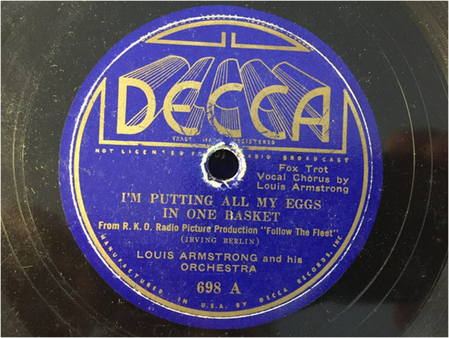 DECCA
REGISTERED
NOT LICENSED FOR RADIO BROADCAST
Fox Trot
Vocal Chorus by
Louis Armstrong
I'M PUTTING ALL MY EGGS
IN ONE BASKET
From R.K.O. Radio Picture Production "Follow The Fleet"
(IRVING BERLIN)
LOUIS ARMSTRONG and his
ORCHESTRA
698 A
MANUFACTURED IN U.S.A. BY DECCA RECORDS, INC.